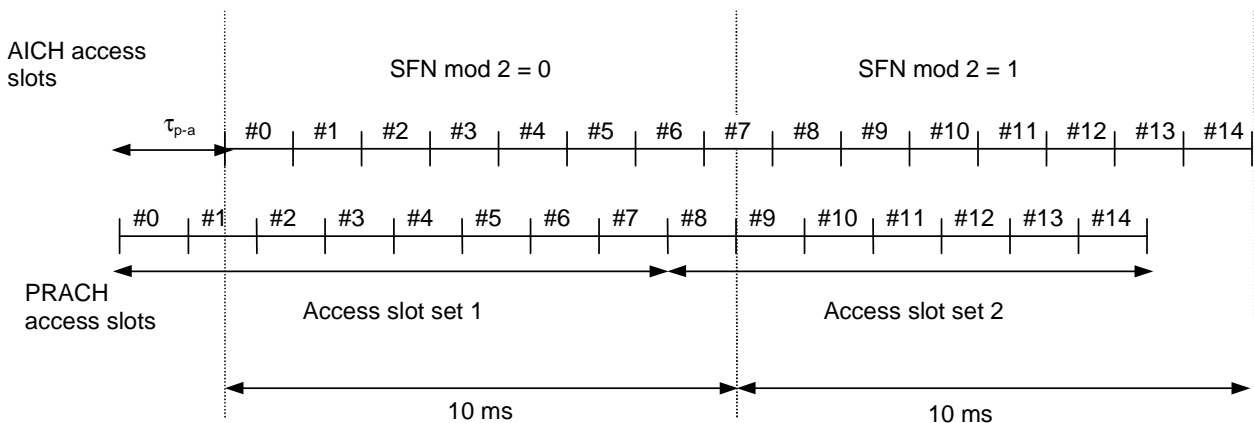 AICH access
slots
SFN mod 2 = 0
SFN mod 2 = 1
τp-a
#0 #1 #2 #3 #4 #5 #6 #7 #8 #9 #10 #11 #12 #13 #14
#0 #1 #2 #3 #4 #5 #6 #7 #8 #9 #10 #11 #12 #13 #14
PRACH
access slots
Access slot set 1
Access slot set 2
10 ms
10 ms